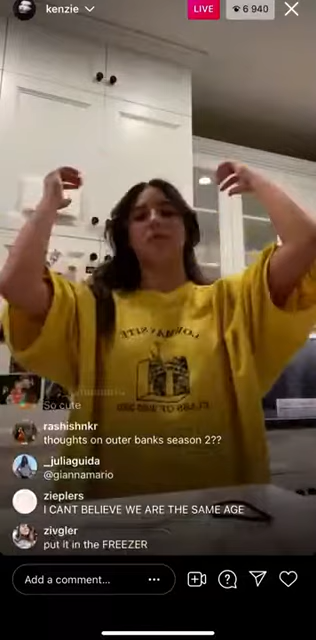 kenzie
LIVE
6 940
So cute
rashishnkr
thoughts on outer banks season 2??
_juliaguida
@giannamario
zieplers
I CANT BELIEVE WE ARE THE SAME AGE
zivgler
put it in the FREEZER
Add a comment...